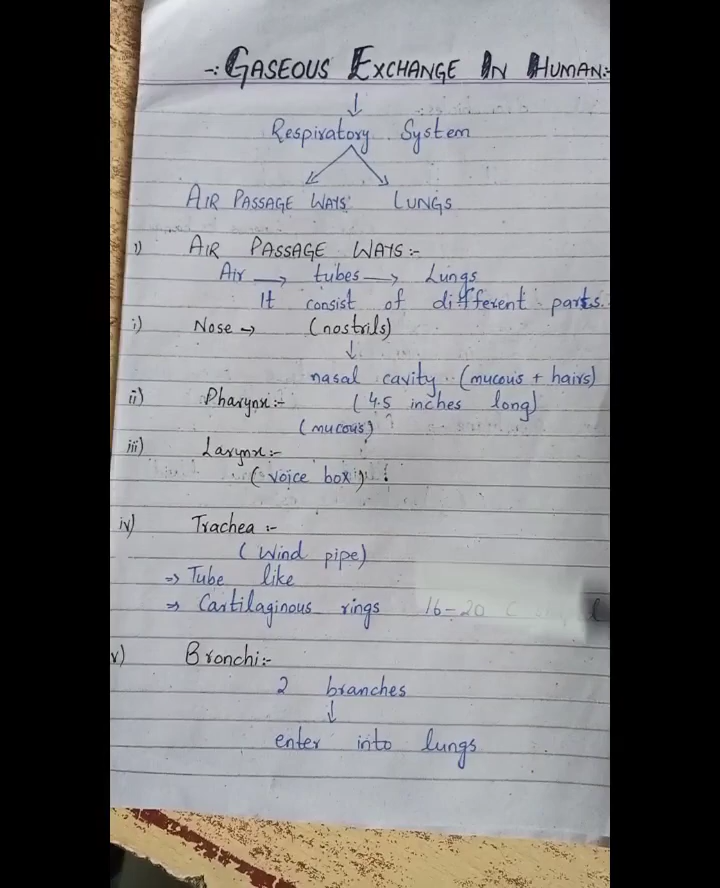 -: GASEOUS EXCHANGE IN HUMAN:-
↓
Respiratory System
AIR PASSAGE WAYS LUNGS
1) AIR PASSAGE WAYS:-
Air → tubes → Lungs
It consist of different parts.
i) Nose → (nostrils)
↓
nasal cavity (mucous + hairs)
ii) Pharynx:- (4.5 inches long)
(mucous)
iii) Larynx:-
(voice box)
iv) Trachea :-
(Wind pipe)
⇒ Tube like
⇒ Cartilaginous rings 16-20 C
v) Bronchi:-
2 branches
↓
enter into lungs